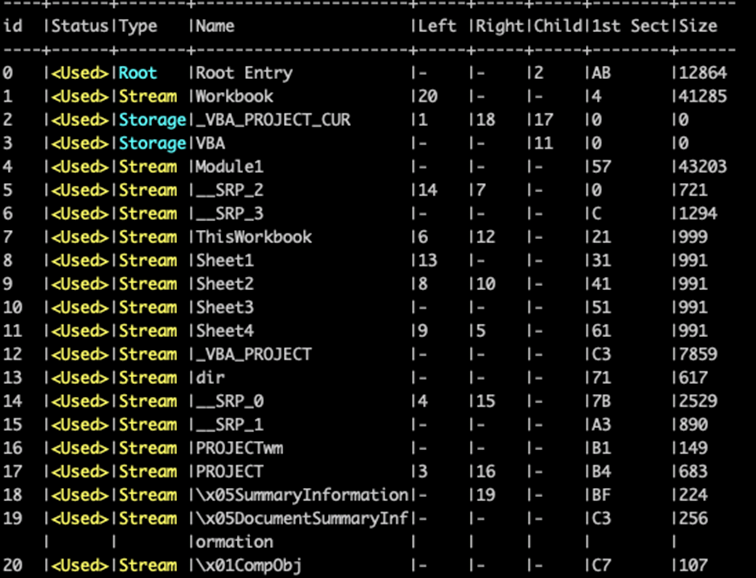 ----+------+-------+----------------------+-----+-----+-----+--------+------
id  |Status|Type   |Name                  |Left |Right|Child|1st Sect|Size
----+------+-------+----------------------+-----+-----+-----+--------+------
0   |<Used>|Root   |Root Entry            |-    |-    |2    |AB      |12864
1   |<Used>|Stream |Workbook              |20   |-    |-    |4       |41285
2   |<Used>|Storage|_VBA_PROJECT_CUR      |1    |18   |17   |0       |0
3   |<Used>|Storage|VBA                   |-    |-    |11   |0       |0
4   |<Used>|Stream |Module1               |-    |-    |-    |57      |43203
5   |<Used>|Stream |__SRP_2               |14   |7    |-    |0       |721
6   |<Used>|Stream |__SRP_3               |-    |-    |-    |C       |1294
7   |<Used>|Stream |ThisWorkbook          |6    |12   |-    |21      |999
8   |<Used>|Stream |Sheet1                |13   |-    |-    |31      |991
9   |<Used>|Stream |Sheet2                |8    |10   |-    |41      |991
10  |<Used>|Stream |Sheet3                |-    |-    |-    |51      |991
11  |<Used>|Stream |Sheet4                |9    |5    |-    |61      |991
12  |<Used>|Stream |_VBA_PROJECT          |-    |-    |-    |C3      |7859
13  |<Used>|Stream |dir                   |-    |-    |-    |71      |617
14  |<Used>|Stream |__SRP_0               |4    |15   |-    |7B      |2529
15  |<Used>|Stream |__SRP_1               |-    |-    |-    |A3      |890
16  |<Used>|Stream |PROJECTwm             |-    |-    |-    |B1      |149
17  |<Used>|Stream |PROJECT               |3    |16   |-    |B4      |683
18  |<Used>|Stream |\x05SummaryInformation|-    |19   |-    |BF      |224
19  |<Used>|Stream |\x05DocumentSummaryInf|-    |-    |-    |C3      |256
    |      |       |ormation              |     |     |     |        |
20  |<Used>|Stream |\x01CompObj           |-    |-    |-    |C7      |107